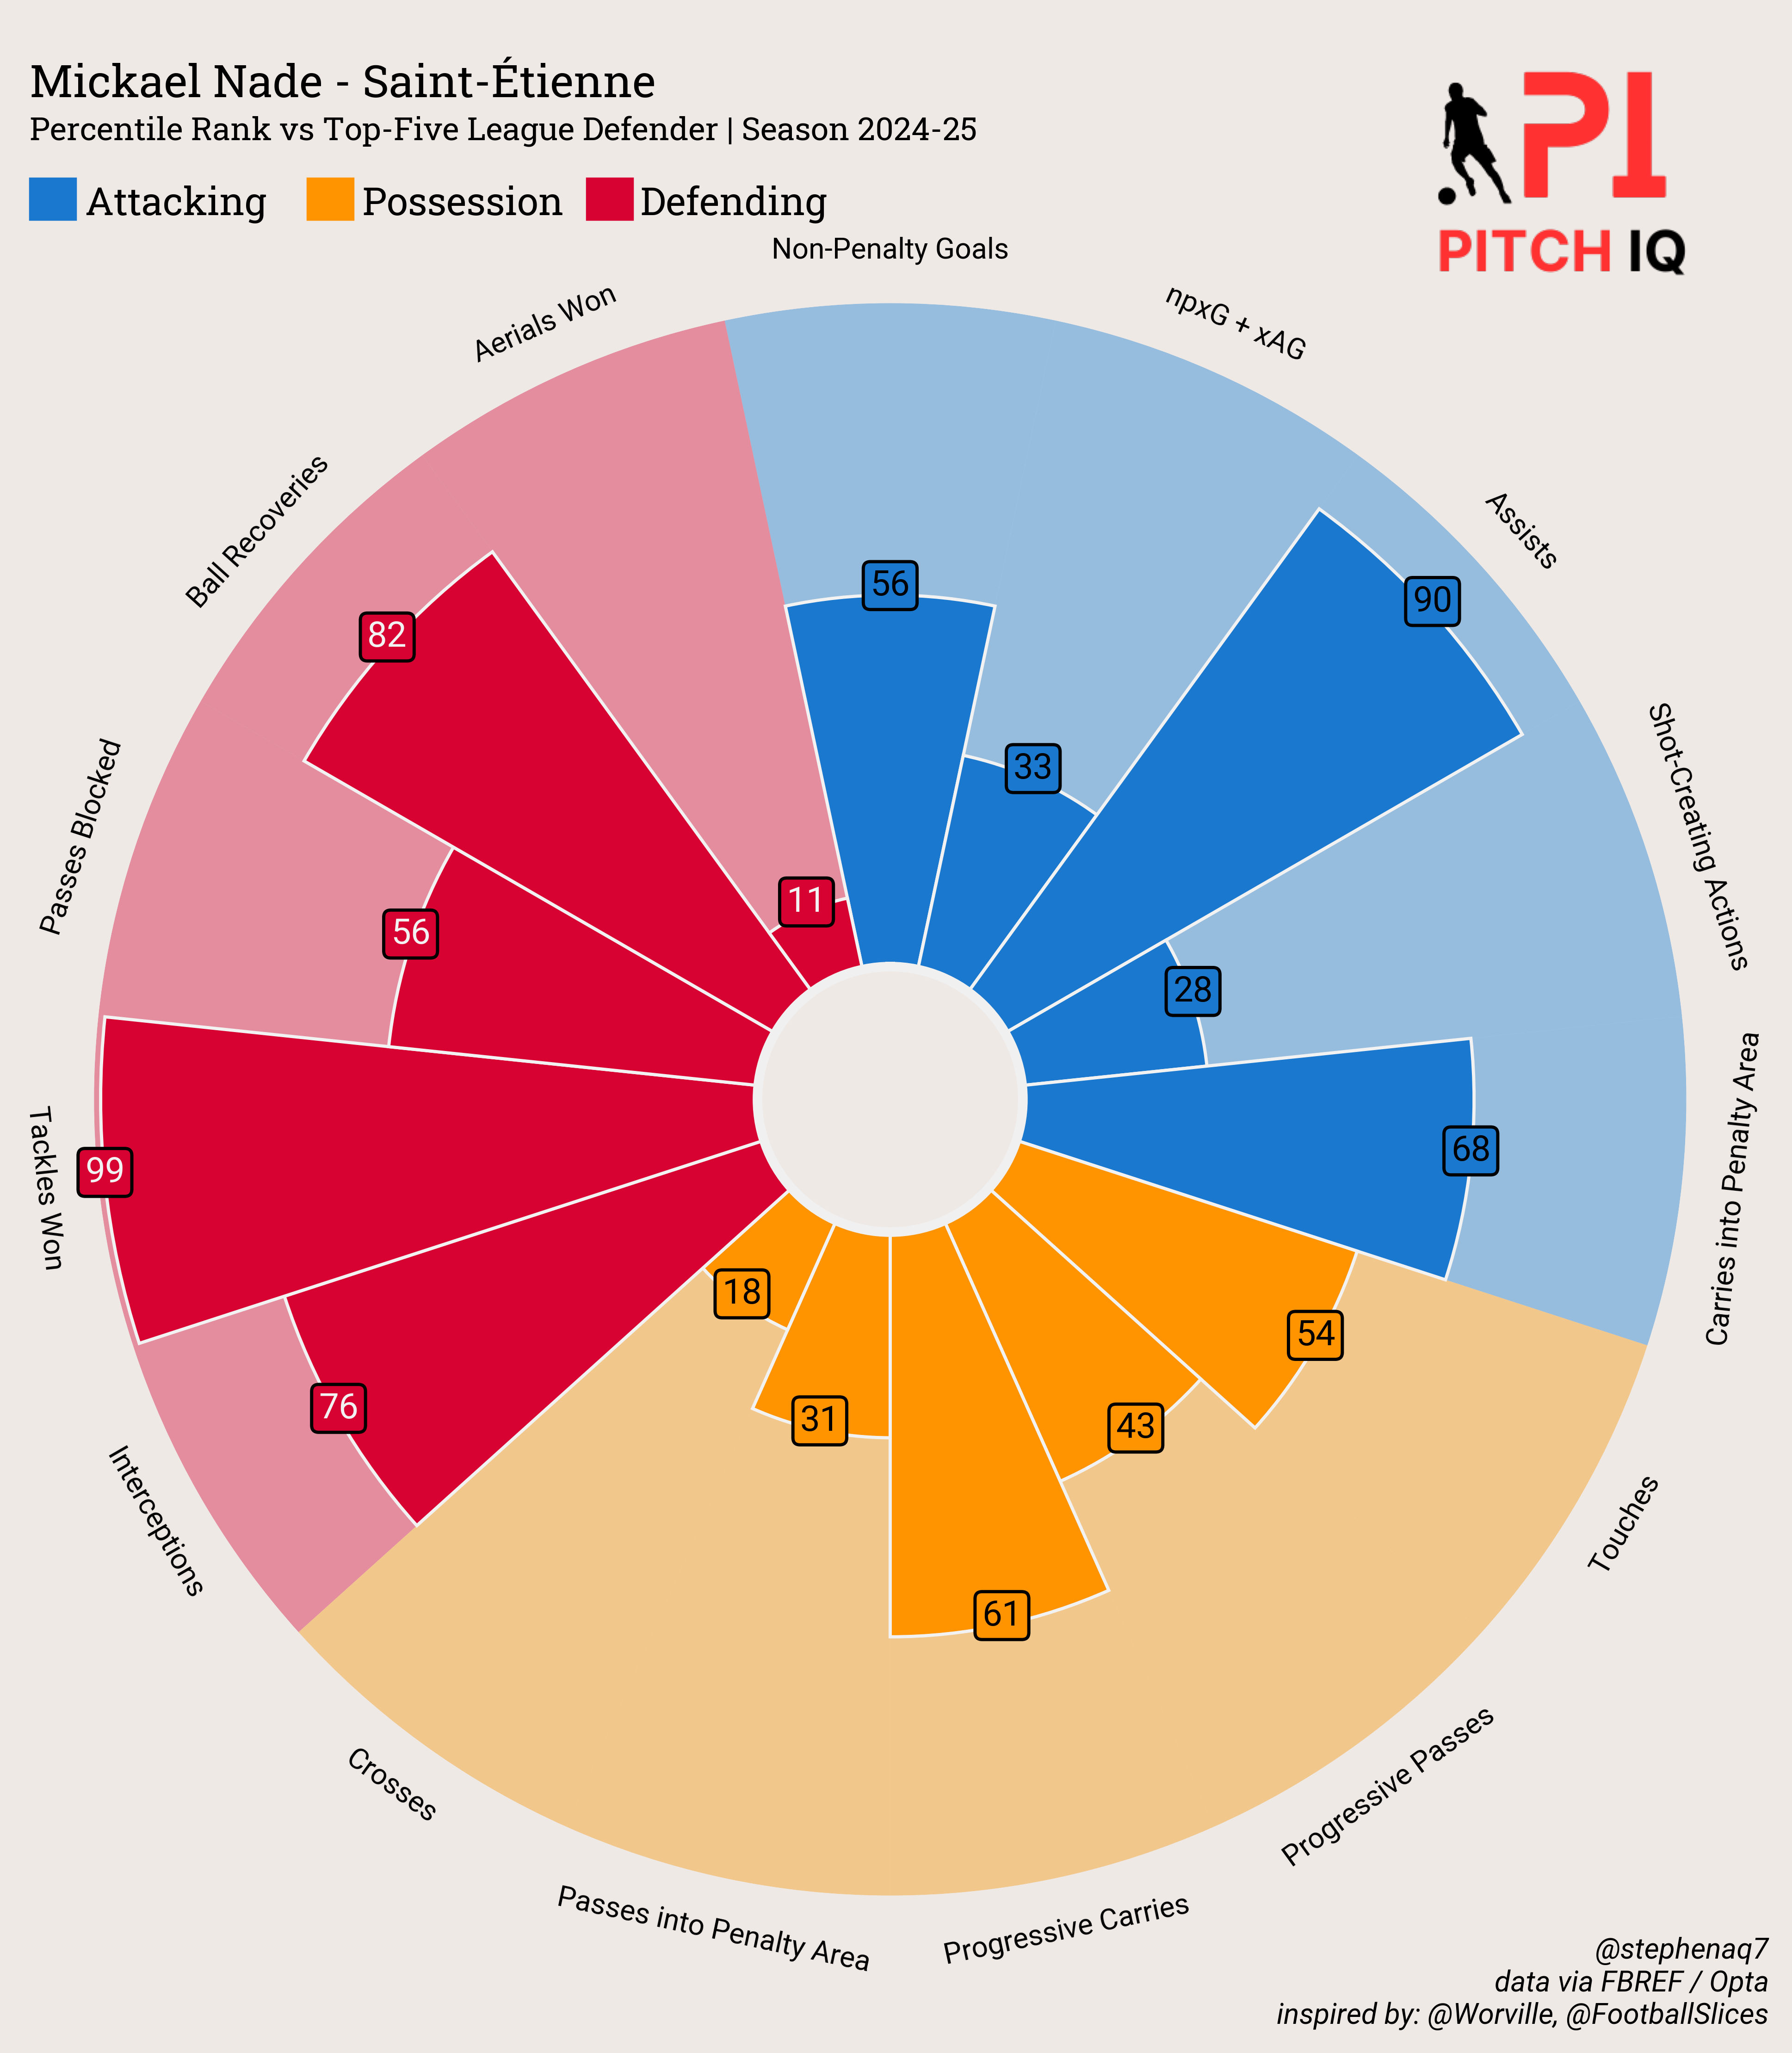 Mickael Nade - Saint-Étienne
Percentile Rank vs Top-Five League Defender | Season 2024-25
Attacking Possession Defending
PI
PITCH IQ
Non-Penalty Goals
npxG + xAG
Assists
Shot-Creating Actions
Carries into Penalty Area
Touches
Progressive Passes
Progressive Carries
Passes into Penalty Area
Crosses
Interceptions
Tackles Won
Passes Blocked
Ball Recoveries
Aerials Won
56
33
90
28
68
54
43
61
31
18
76
99
56
82
11
@stephenaq7
data via FBREF / Opta
inspired by: @Worville, @FootballSlices